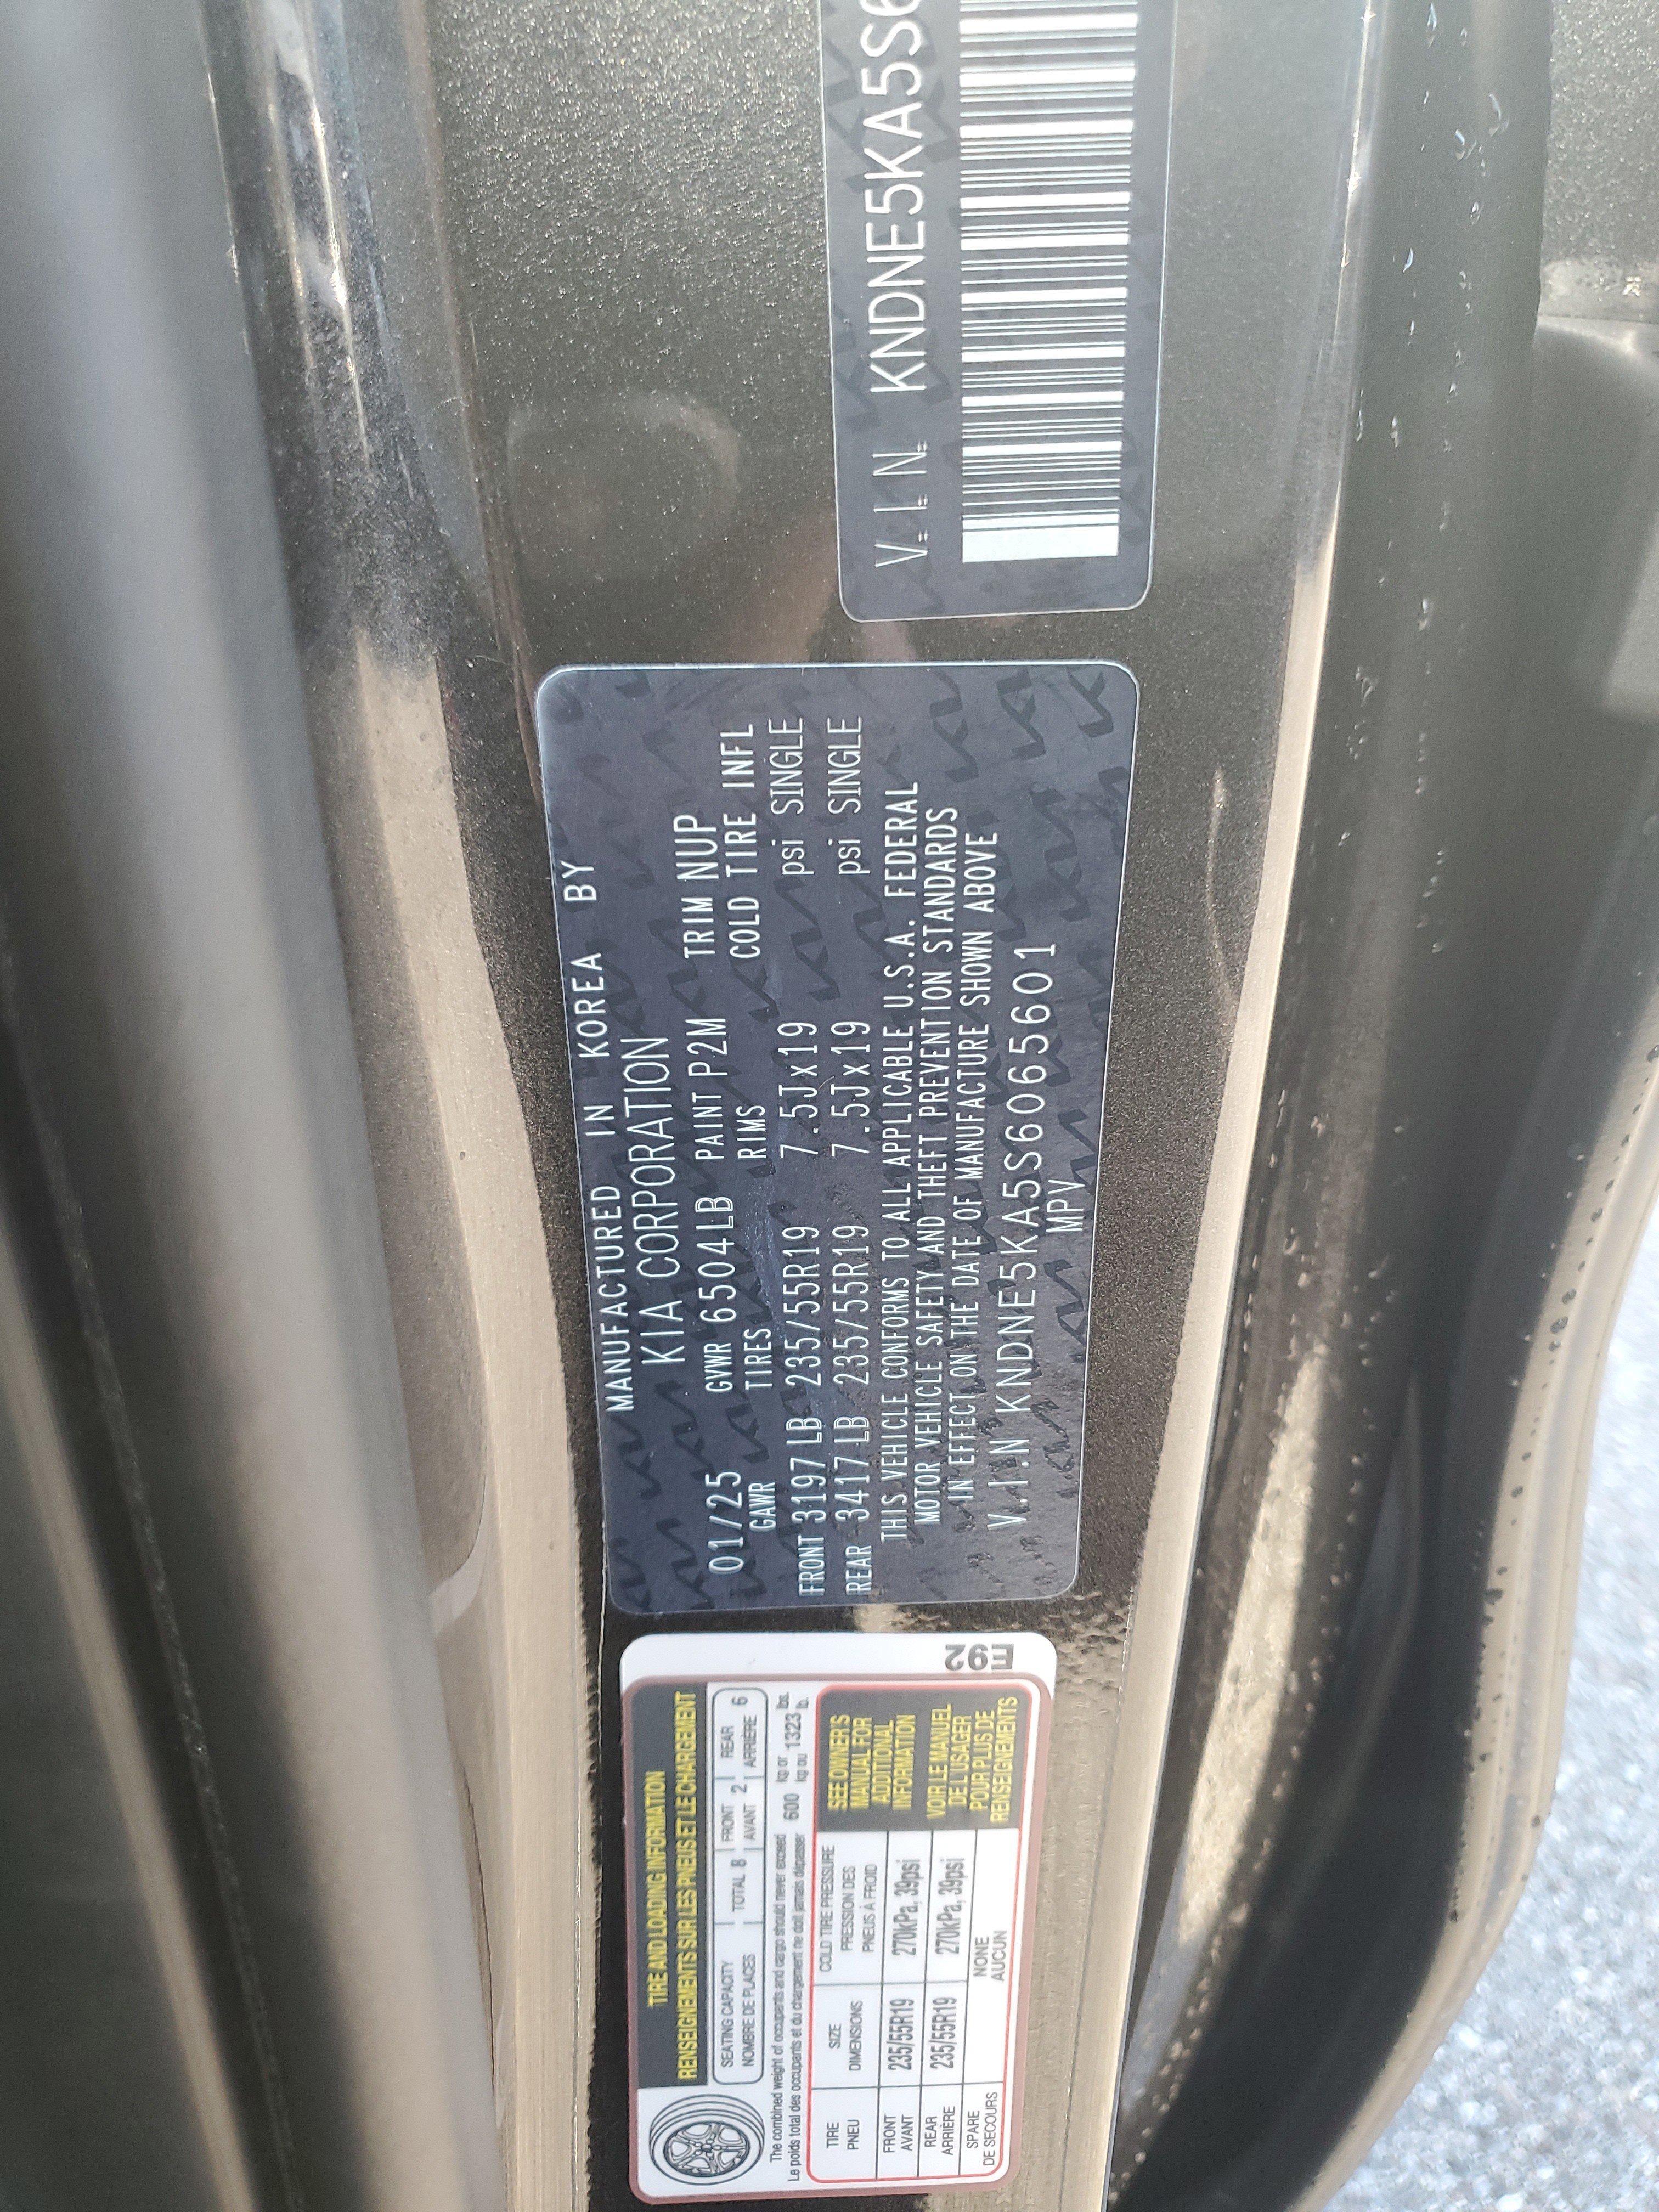 MANUFACTURED IN KOREA BY
KIA CORPORATION
01/25 GVWR 6504LB PAINT P2M TRIM NUP
GAWR TIRES RIMS COLD TIRE INFL
FRONT 3197LB 235/55R19 7.5Jx19 psi SINGLE
REAR 3417LB 235/55R19 7.5Jx19 psi SINGLE
THIS VEHICLE CONFORMS TO ALL APPLICABLE U.S.A. FEDERAL
MOTOR VEHICLE SAFETY AND THEFT PREVENTION STANDARDS
IN EFFECT ON THE DATE OF MANUFACTURE SHOWN ABOVE
V.I.N KNDNE5KA5S6065601
MPV
V.I.N. KNDNE5KA5S6
TIRE AND LOADING INFORMATION
RENSEIGNEMENTS SUR LES PNEUS ET LE CHARGEMENT
SEATING CAPACITY
NOMBRE DE PLACES
TOTAL 8
FRONT
AVANT
2
REAR
ARRIÈRE
6
The combined weight of occupants and cargo should never exceed 600 kg or 1323 lbs.
Le poids total des occupants et du chargement ne doit jamais dépasser kg ou lb.
TIRE
PNEU
SIZE
DIMENSIONS
COLD TIRE PRESSURE
PRESSION DES
PNEUS À FROID
FRONT
AVANT
235/55R19
270kPa, 39psi
REAR
ARRIÈRE
235/55R19
270kPa, 39psi
SPARE
DE SECOURS
NONE
AUCUN
SEE OWNER'S
MANUAL FOR
ADDITIONAL
INFORMATION
VOIR LE MANUEL
DE L'USAGER
POUR PLUS DE
RENSEIGNEMENTS
E92